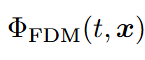 Φ_FDM(t, x)